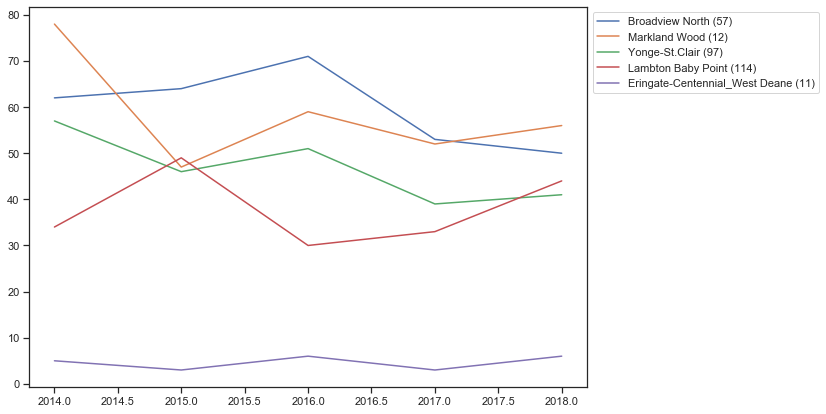 80
70
60
50
40
30
20
10
0
2014.0 2014.5 2015.0 2015.5 2016.0 2016.5 2017.0 2017.5 2018.0
Broadview North (57)
Markland Wood (12)
Yonge-St.Clair (97)
Lambton Baby Point (114)
Eringate-Centennial_West Deane (11)